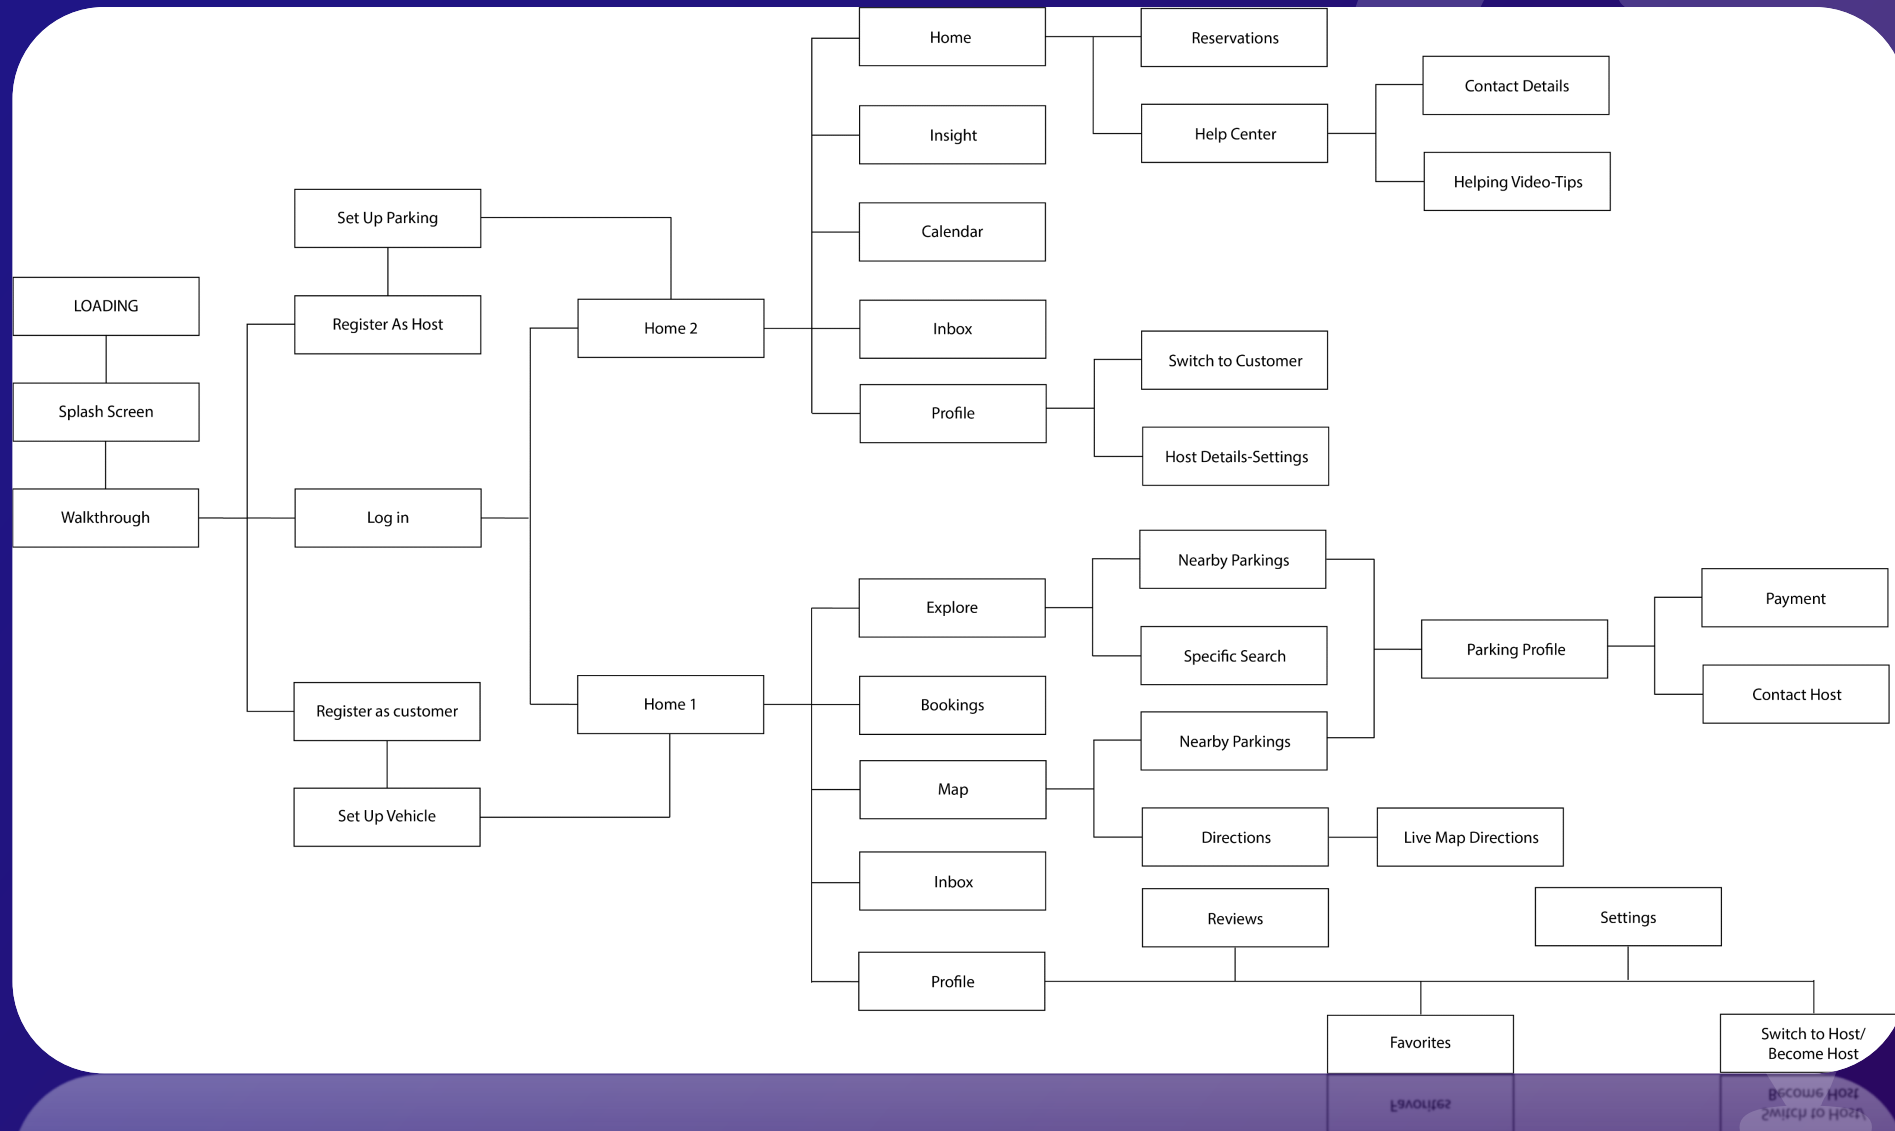 Home
Reservations
Contact Details
Insight
Help Center
Helping Video-Tips
Set Up Parking
Calendar
LOADING
Register As Host
Home 2
Inbox
Switch to Customer
Splash Screen
Profile
Host Details-Settings
Walkthrough
Log in
Nearby Parkings
Explore
Payment
Specific Search
Parking Profile
Register as customer
Home 1
Bookings
Contact Host
Nearby Parkings
Map
Set Up Vehicle
Directions
Live Map Directions
Inbox
Reviews
Settings
Profile
Favorites
Switch to Host/
Become Host